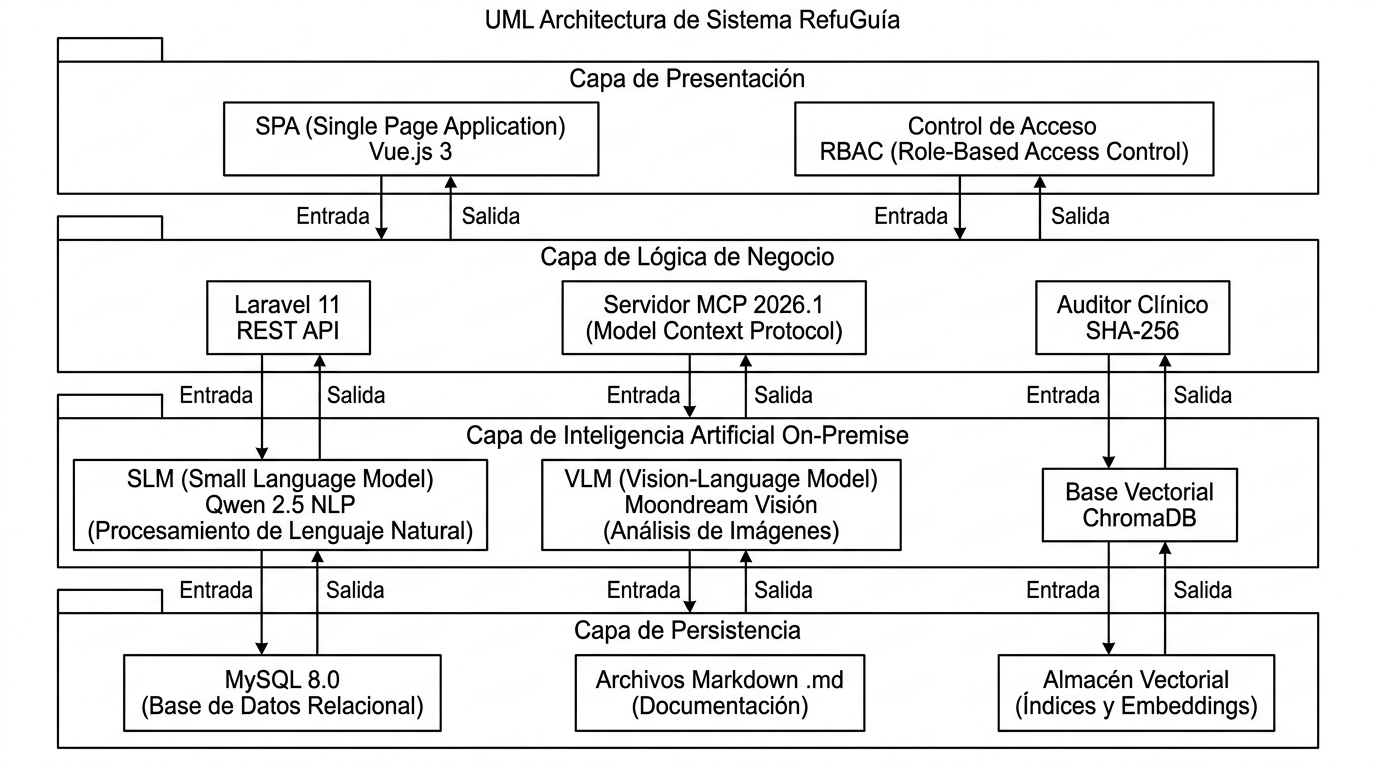 UML Architectura de Sistema RefuGuía
Capa de Presentación
SPA (Single Page Application)
Vue.js 3
Control de Acceso
RBAC (Role-Based Access Control)
Entrada
Salida
Entrada
Salida
Capa de Lógica de Negocio
Laravel 11
REST API
Servidor MCP 2026.1
(Model Context Protocol)
Auditor Clínico
SHA-256
Entrada
Salida
Entrada
Salida
Entrada
Salida
Capa de Inteligencia Artificial On-Premise
SLM (Small Language Model)
Qwen 2.5 NLP
(Procesamiento de Lenguaje Natural)
VLM (Vision-Language Model)
Moondream Visión
(Análisis de Imágenes)
Base Vectorial
ChromaDB
Entrada
Salida
Entrada
Salida
Entrada
Salida
Capa de Persistencia
MySQL 8.0
(Base de Datos Relacional)
Archivos Markdown .md
(Documentación)
Almacén Vectorial
(Índices y Embeddings)